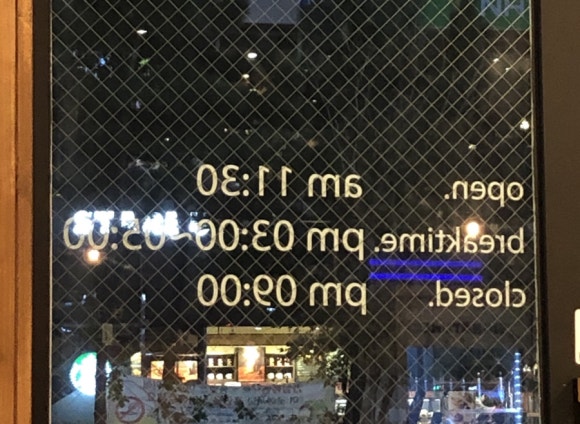 open. am 11:30
breaktime. pm 03:00~05:00
closed. pm 09:00